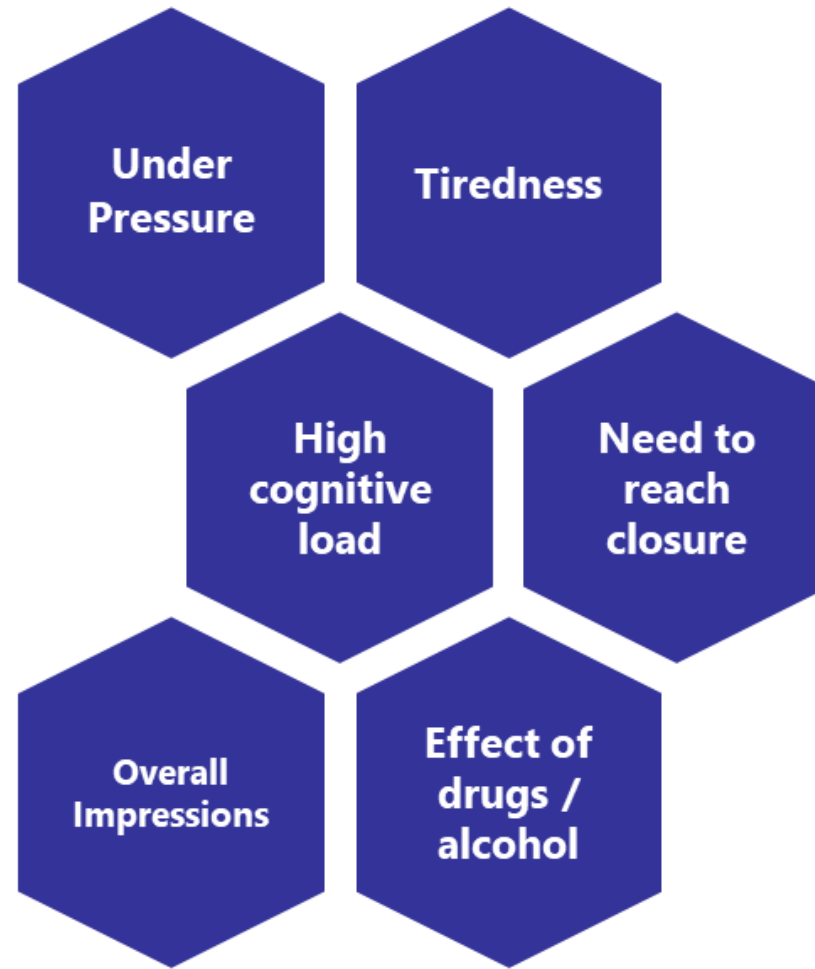 Under
Pressure
Tiredness
High
cognitive
load
Need to
reach
closure
Overall
Impressions
Effect of
drugs /
alcohol